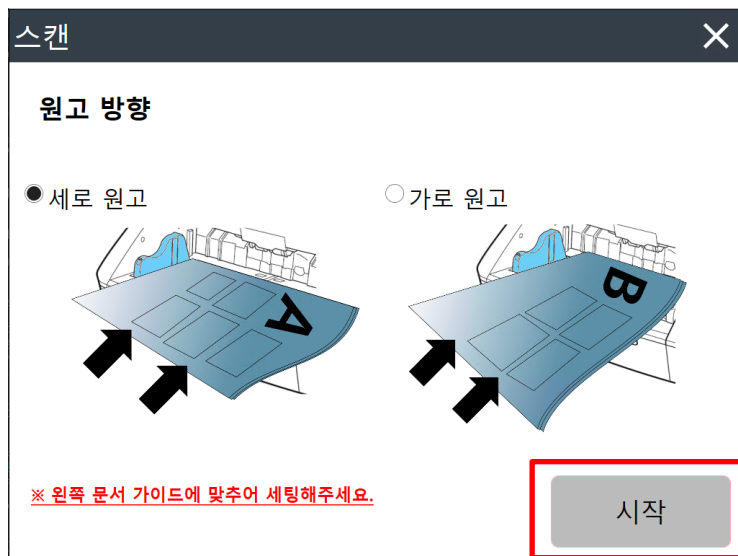 스캔
원고 방향
세로 원고
가로 원고
A
B
※ 왼쪽 문서 가이드에 맞추어 세팅해주세요.
시작